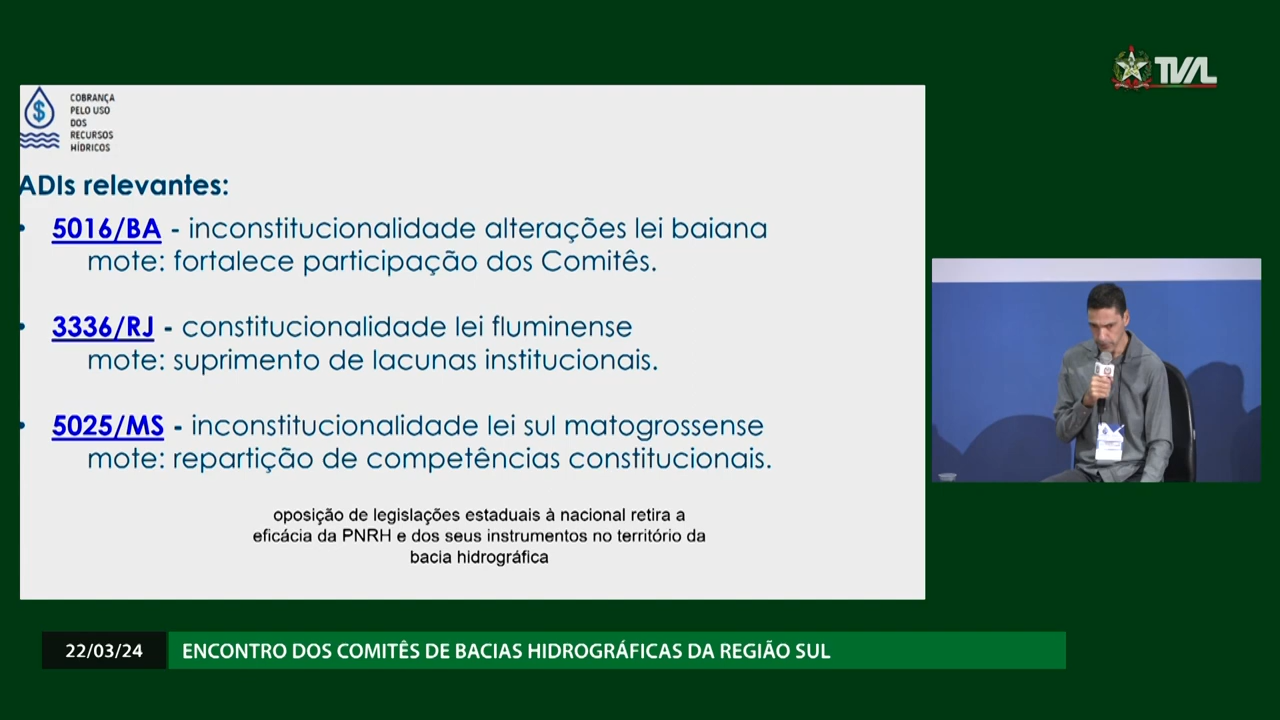 TVAL
COBRANÇA
PELO USO
DOS
RECURSOS
HÍDRICOS
ADIs relevantes:
• 5016/BA - inconstitucionalidade alterações lei baiana
mote: fortalece participação dos Comitês.
• 3336/RJ - constitucionalidade lei fluminense
mote: suprimento de lacunas institucionais.
• 5025/MS - inconstitucionalidade lei sul matogrossense
mote: repartição de competências constitucionais.
oposição de legislações estaduais à nacional retira a
eficácia da PNRH e dos seus instrumentos no território da
bacia hidrográfica
22/03/24 ENCONTRO DOS COMITÊS DE BACIAS HIDROGRÁFICAS DA REGIÃO SUL